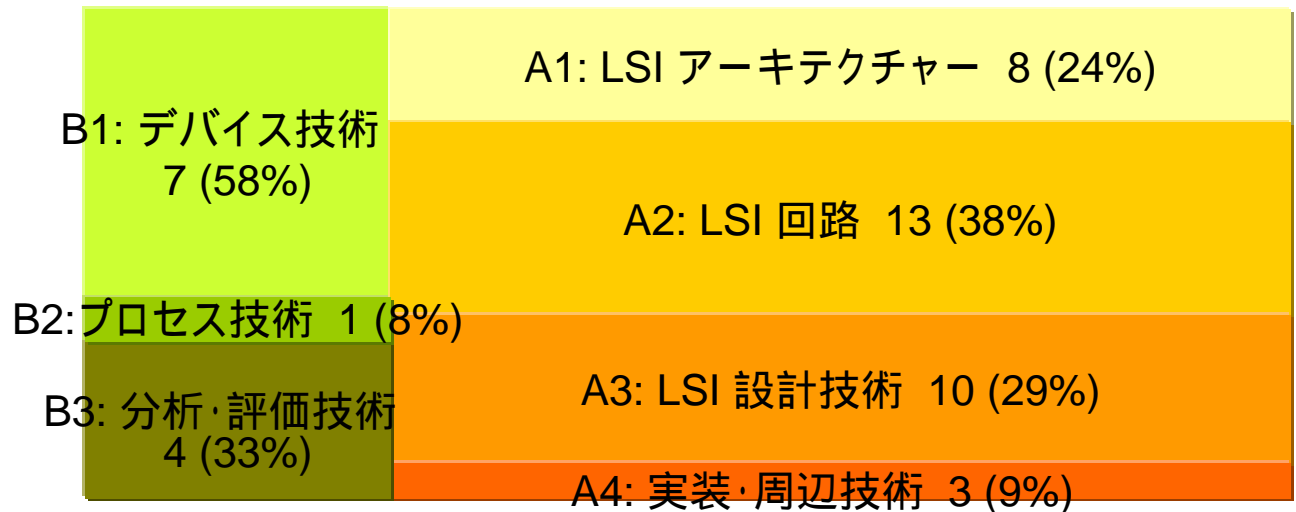 B1: デバイス技術
7 (58%)
B2:プロセス技術 1 (8%)
B3: 分析・評価技術
4 (33%)
A1: LSI アーキテクチャー 8 (24%)
A2: LSI 回路 13 (38%)
A3: LSI 設計技術 10 (29%)
A4: 実装・周辺技術 3 (9%)